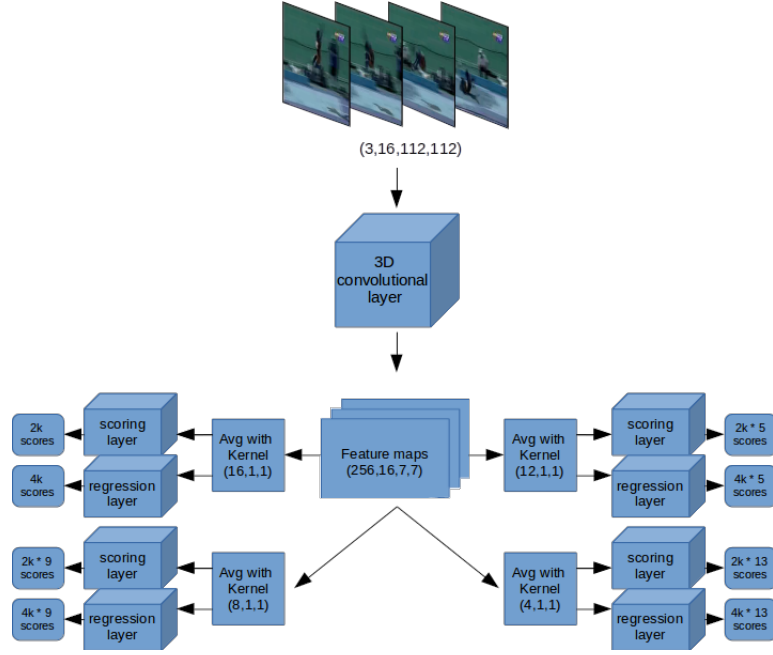 (3,16,112,112)
3D
convolutional
layer
2k
scores
scoring
layer
Avg with
Kernel
(16,1,1)
4k
scores
regression
layer
Feature maps
(256,16,7,7)
Avg with
Kernel
(12,1,1)
scoring
layer
2k * 5
scores
regression
layer
4k * 5
scores
2k * 9
scores
scoring
layer
Avg with
Kernel
(8,1,1)
4k * 9
scores
regression
layer
Avg with
Kernel
(4,1,1)
scoring
layer
2k * 13
scores
regression
layer
4k * 13
scores